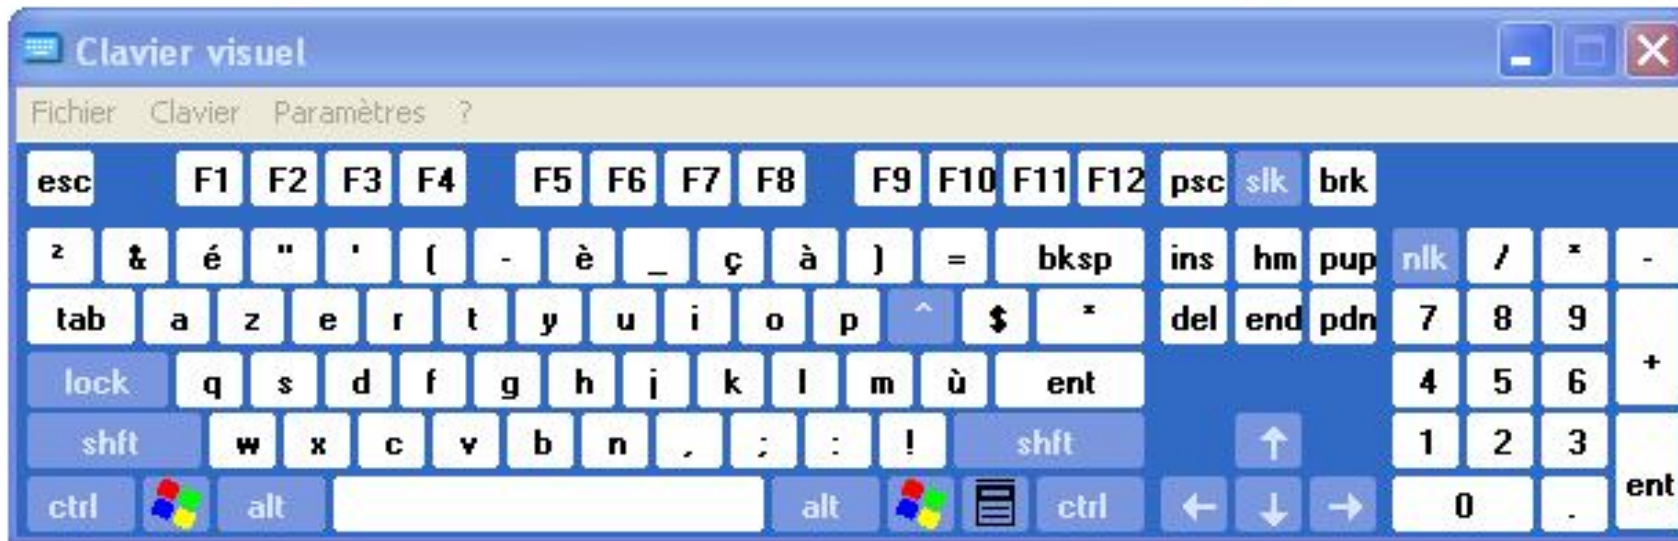 Clavier visuel
Fichier Clavier Paramètres ?
esc F1 F2 F3 F4 F5 F6 F7 F8 F9 F10 F11 F12 psc slk brk
² & é " ' ( - è _ ç à ) = bksp ins hm pup nlk / * -
tab a z e r t y u i o p ^ $ * del end pdn 7 8 9 +
lock q s d f g h j k l m ù ent 4 5 6
shft w x c v b n , ; : ! shft ↑ 1 2 3 ent
ctrl alt alt ctrl ← ↓ → 0 .